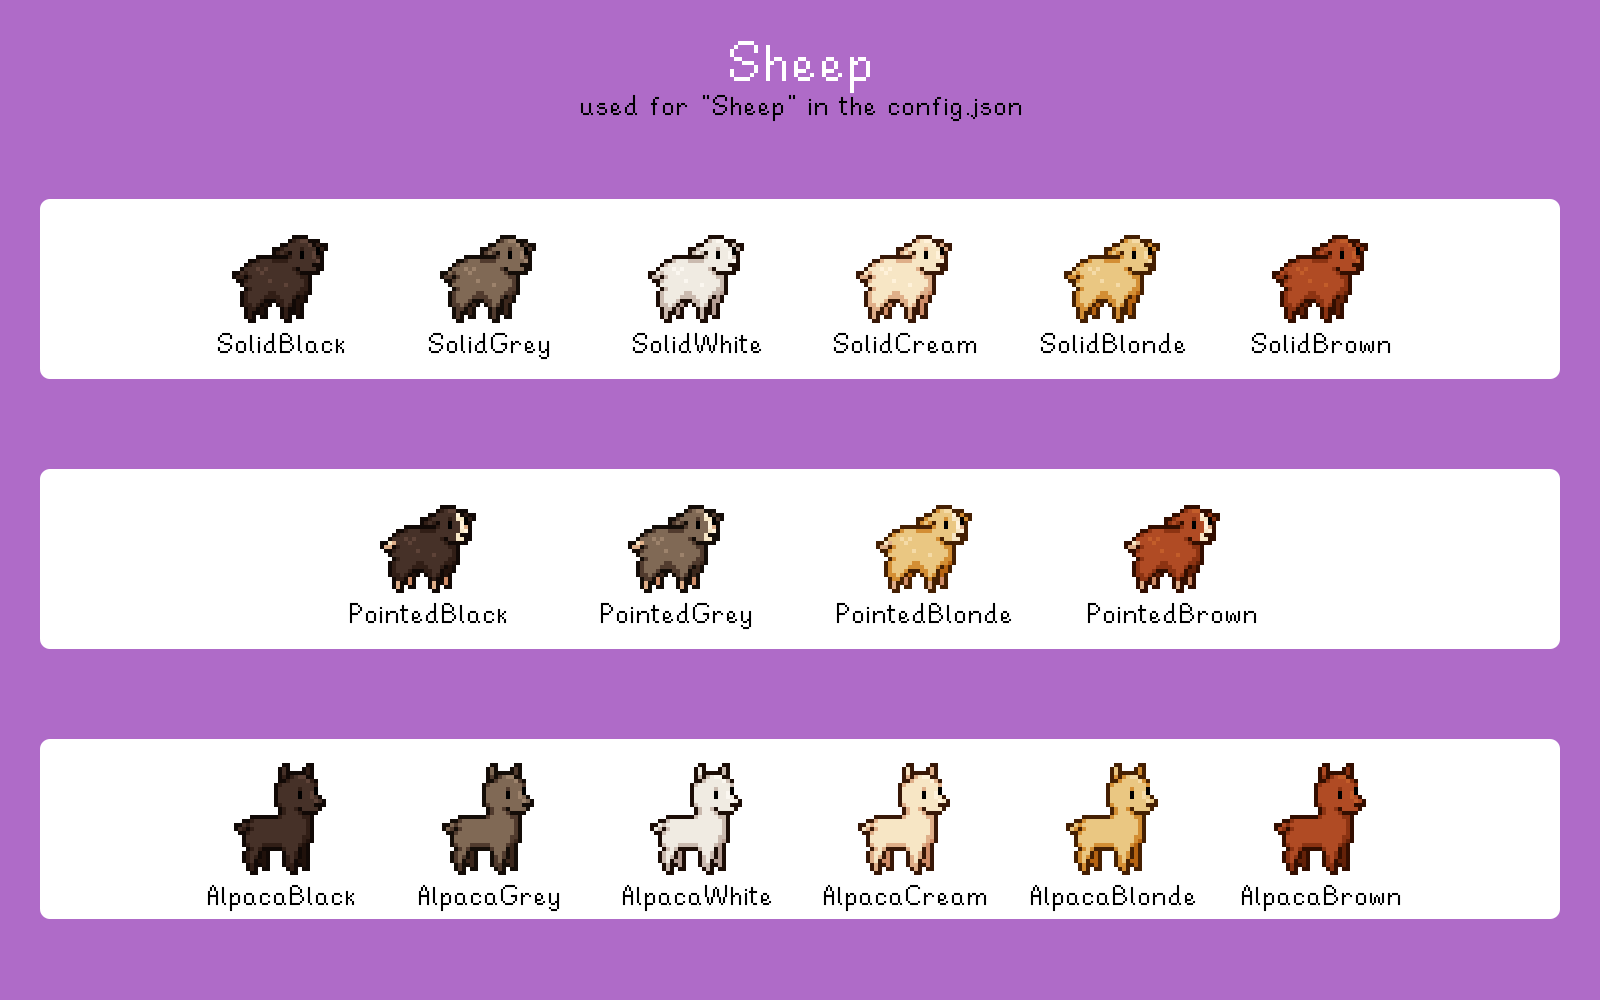 Sheep
used for "Sheep" in the config.json
SolidBlack SolidGrey SolidWhite SolidCream SolidBlonde SolidBrown
PointedBlack PointedGrey PointedBlonde PointedBrown
AlpacaBlack AlpacaGrey AlpacaWhite AlpacaCream AlpacaBlonde AlpacaBrown